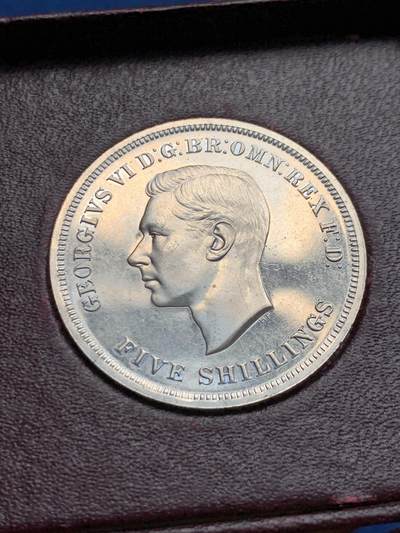 GEORGIVS VI D:G:BR:OMN:REX F:D:
FIVE SHILLINGS